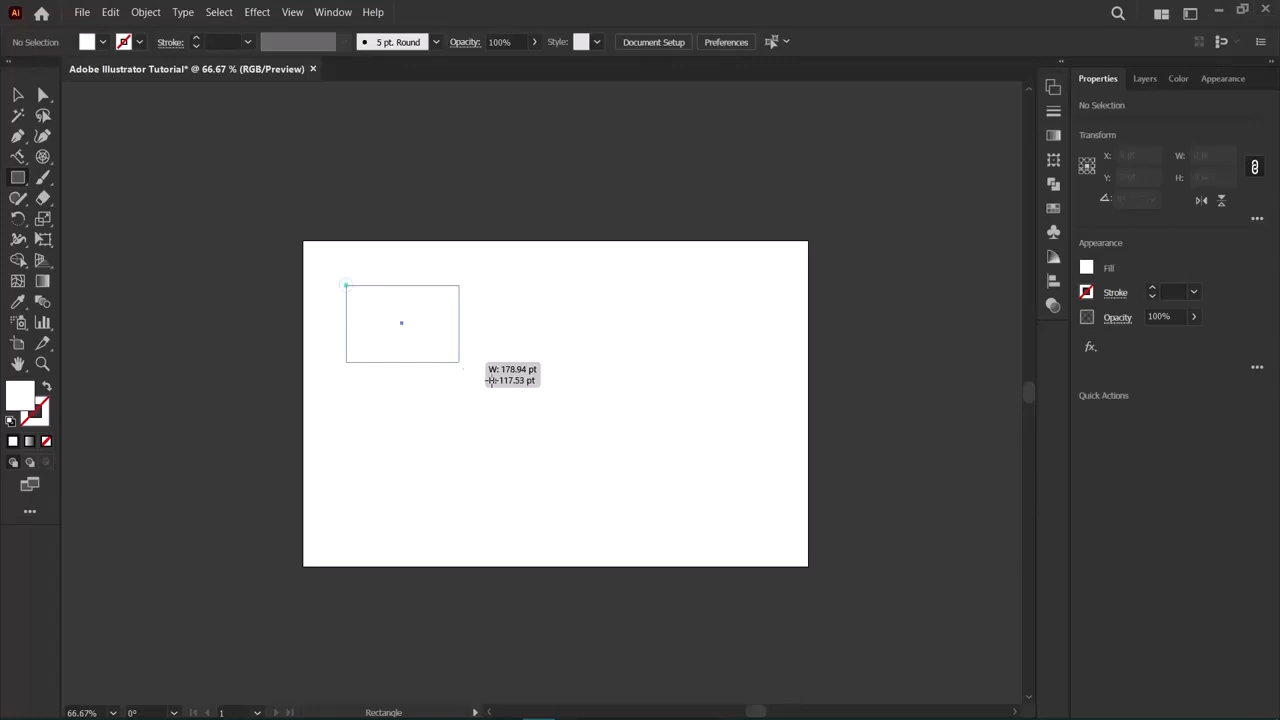 Ai File Edit Object Type Select Effect View Window Help
No Selection Stroke: 5 pt. Round Opacity: 100% Style: Document Setup Preferences
Adobe Illustrator Tutorial* @ 66.67 % (RGB/Preview)
Properties Layers Color Appearance
No Selection
Transform
X: W:
Y: H:
Appearance
Fill
Stroke
Opacity 100%
fx.
W: 178.94 pt
H: 117.53 pt
Quick Actions
66.67% 0° 1 Rectangle